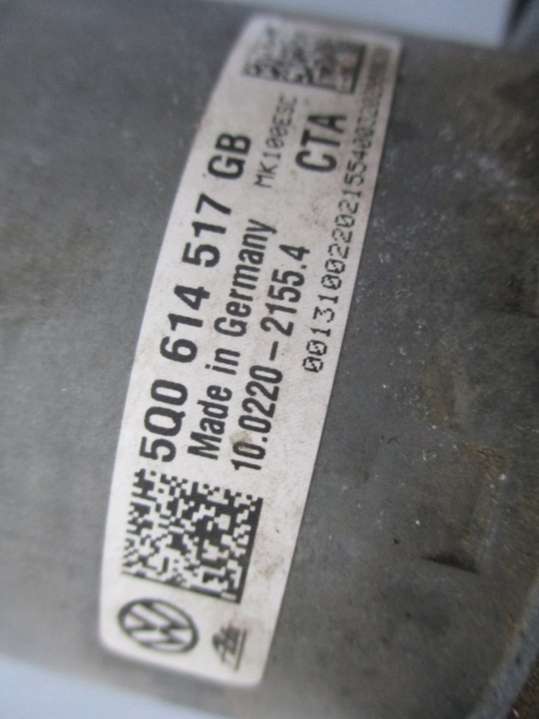 5Q0 614 517 GB
Made in Germany MK100ESC
10.0220-2155.4 CTA